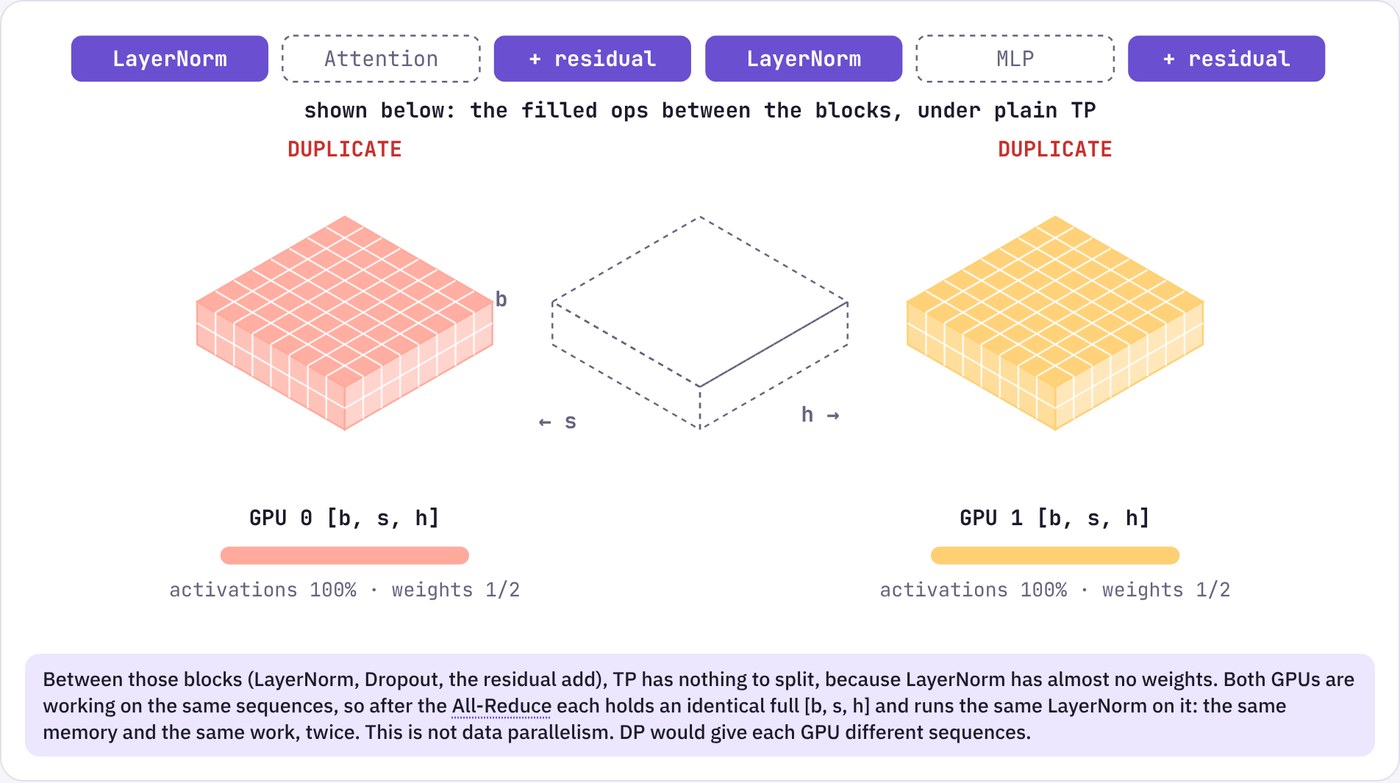 LayerNorm Attention + residual LayerNorm MLP + residual
shown below: the filled ops between the blocks, under plain TP
DUPLICATE DUPLICATE
b
← s h →
GPU 0 [b, s, h] GPU 1 [b, s, h]
activations 100% · weights 1/2 activations 100% · weights 1/2
Between those blocks (LayerNorm, Dropout, the residual add), TP has nothing to split, because LayerNorm has almost no weights. Both GPUs are
working on the same sequences, so after the All-Reduce each holds an identical full [b, s, h] and runs the same LayerNorm on it: the same
memory and the same work, twice. This is not data parallelism. DP would give each GPU different sequences.